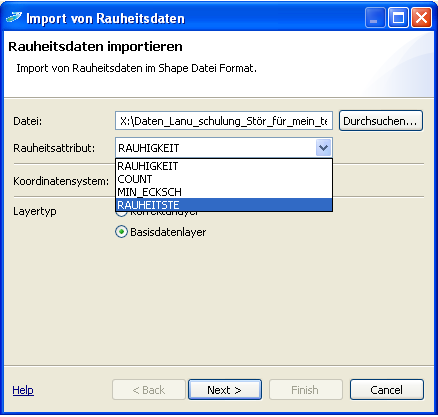 Import von Rauheitsdaten
Rauheitsdaten importieren
Import von Rauheitsdaten im Shape Datei Format.
Datei: X:\Daten_Lanu_schulung_Stör_für_mein_te Durchsuchen...
Rauheitsattribut: RAUHIGKEIT
RAUHIGKEIT
COUNT
Koordinatensystem: MIN_ECKSCH
RAUHEITSTE
Layertyp
Basisdatenlayer
Help < Back Next > Finish Cancel